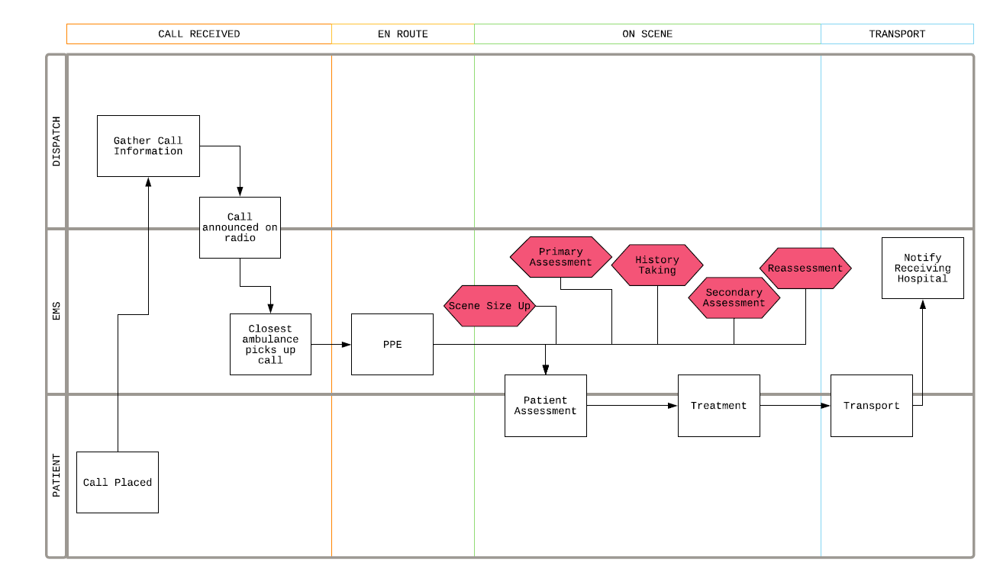 CALL RECEIVED
EN ROUTE
ON SCENE
TRANSPORT
DISPATCH
Gather Call
Information
Call
announced on
radio
EMS
Primary
Assessment
History
Taking
Reassessment
Notify
Receiving
Hospital
Scene Size Up
Secondary
Assessment
Closest
ambulance
picks up
call
PPE
Patient
Assessment
Treatment
Transport
PATIENT
Call Placed